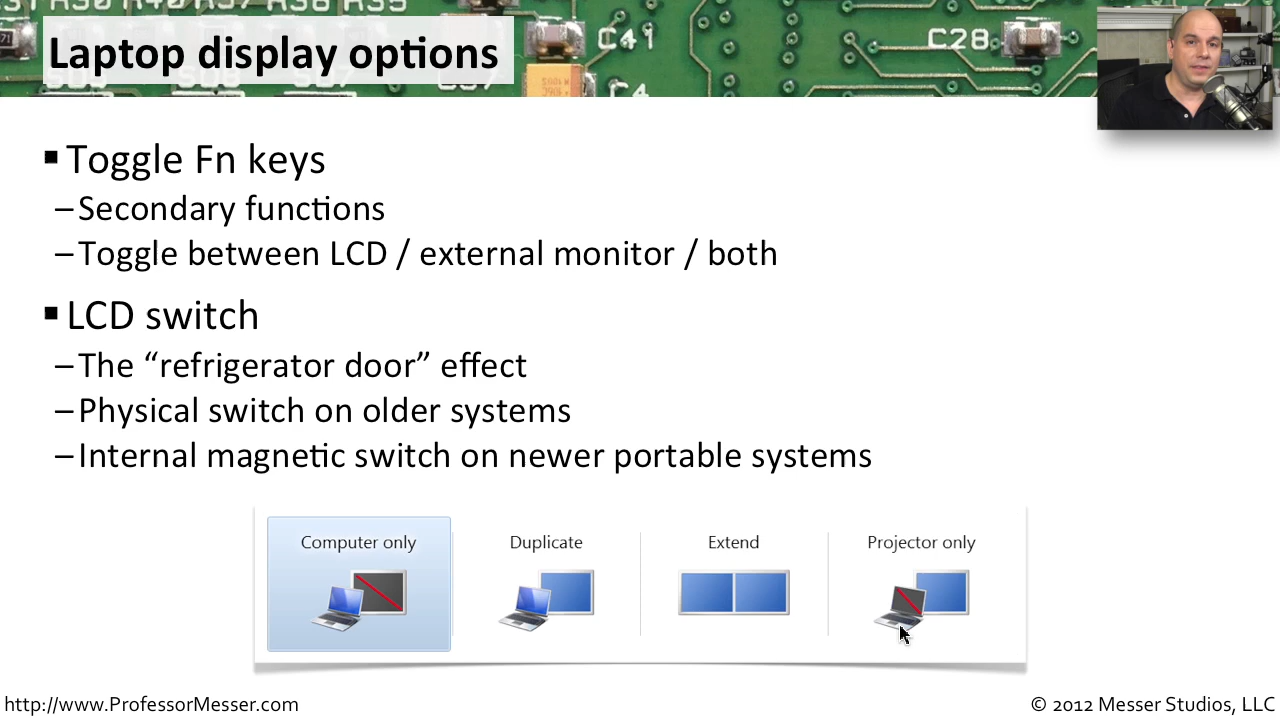 Laptop display options
C41
C28
▪ Toggle Fn keys
– Secondary functions
– Toggle between LCD / external monitor / both
▪ LCD switch
– The “refrigerator door” effect
– Physical switch on older systems
– Internal magnetic switch on newer portable systems
Computer only
Duplicate
Extend
Projector only
http://www.ProfessorMesser.com
© 2012 Messer Studios, LLC